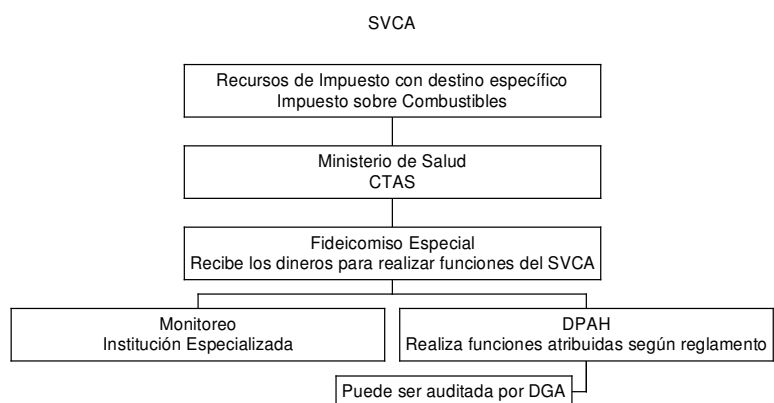 SVCA
Recursos de Impuesto con destino específico
Impuesto sobre Combustibles
Ministerio de Salud
CTAS
Fideicomiso Especial
Recibe los dineros para realizar funciones del SVCA
Monitoreo
Institución Especializada
DPAH
Realiza funciones atribuidas según reglamento
Puede ser auditada por DGA